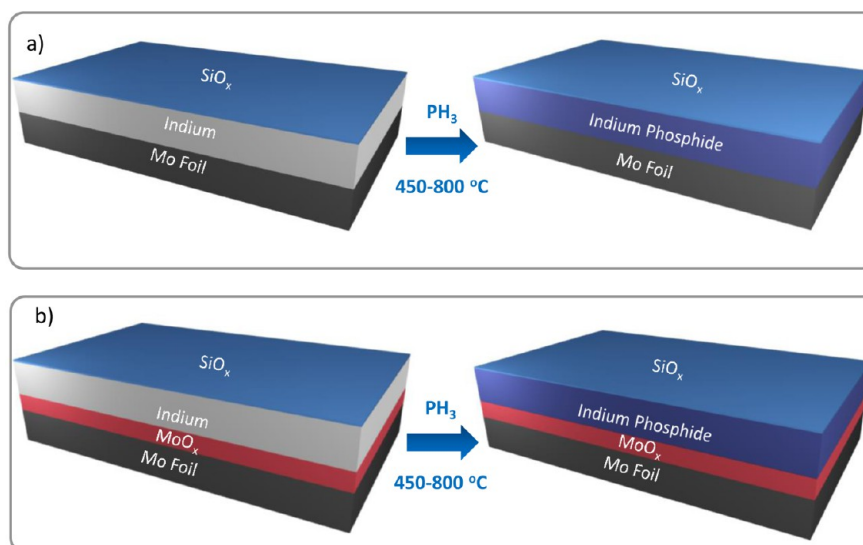 a)
SiOₓ
Indium
Mo Foil
PH₃
450-800 °C
SiOₓ
Indium Phosphide
Mo Foil
b)
SiOₓ
Indium
MoOₓ
Mo Foil
PH₃
450-800 °C
SiOₓ
Indium Phosphide
MoOₓ
Mo Foil